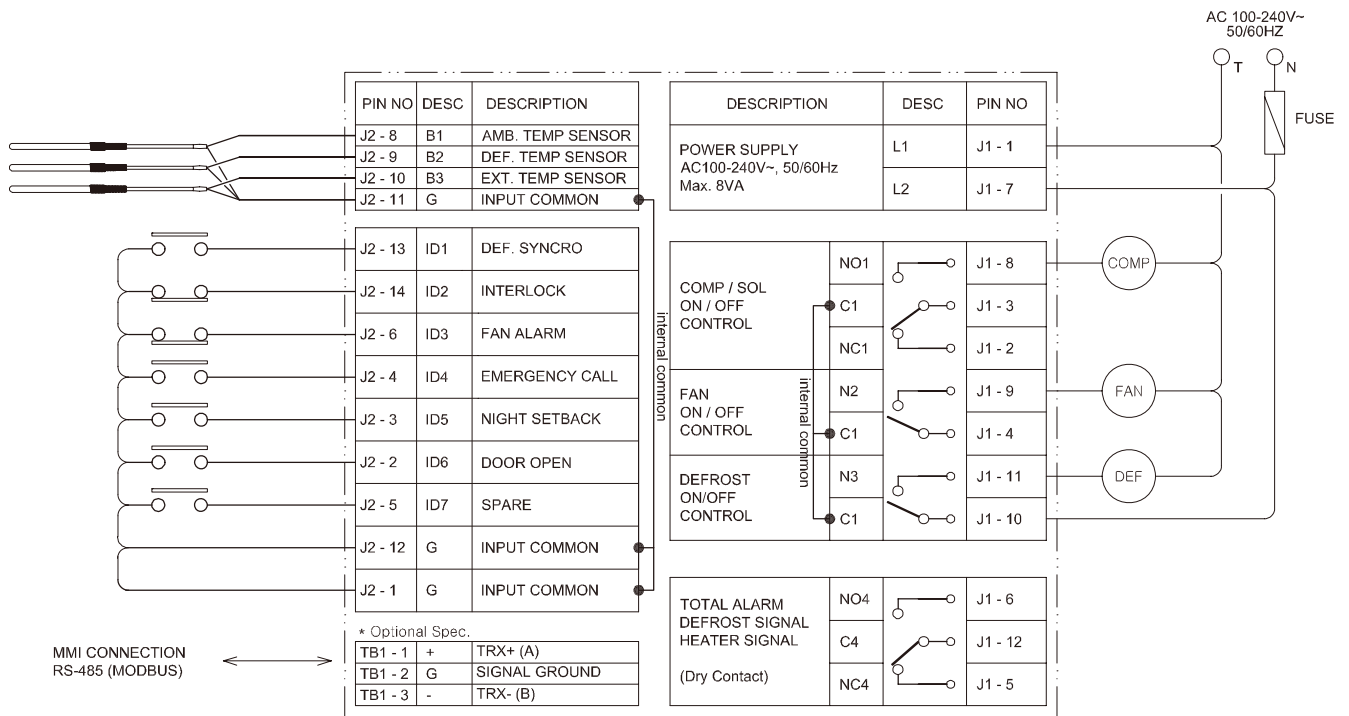 AC 100-240V~
50/60HZ
T
N
FUSE
PIN NO DESC DESCRIPTION
J2 - 8 B1 AMB. TEMP SENSOR
J2 - 9 B2 DEF. TEMP SENSOR
J2 - 10 B3 EXT. TEMP SENSOR
J2 - 11 G INPUT COMMON
J2 - 13 ID1 DEF. SYNCRO
J2 - 14 ID2 INTERLOCK
J2 - 6 ID3 FAN ALARM
J2 - 4 ID4 EMERGENCY CALL
J2 - 3 ID5 NIGHT SETBACK
J2 - 2 ID6 DOOR OPEN
J2 - 5 ID7 SPARE
J2 - 12 G INPUT COMMON
J2 - 1 G INPUT COMMON
internal common
* Optional Spec.
TB1 - 1 + TRX+ (A)
TB1 - 2 G SIGNAL GROUND
TB1 - 3 - TRX- (B)
MMI CONNECTION
RS-485 (MODBUS)
DESCRIPTION DESC PIN NO
POWER SUPPLY
AC100-240V~, 50/60Hz
Max. 8VA
L1 J1 - 1
L2 J1 - 7
COMP / SOL
ON / OFF
CONTROL
NO1 J1 - 8
C1 J1 - 3
NC1 J1 - 2
FAN
ON / OFF
CONTROL
N2 J1 - 9
C1 J1 - 4
DEFROST
ON/OFF
CONTROL
N3 J1 - 11
C1 J1 - 10
internal common
COMP
FAN
DEF
TOTAL ALARM
DEFROST SIGNAL
HEATER SIGNAL
(Dry Contact)
NO4 J1 - 6
C4 J1 - 12
NC4 J1 - 5